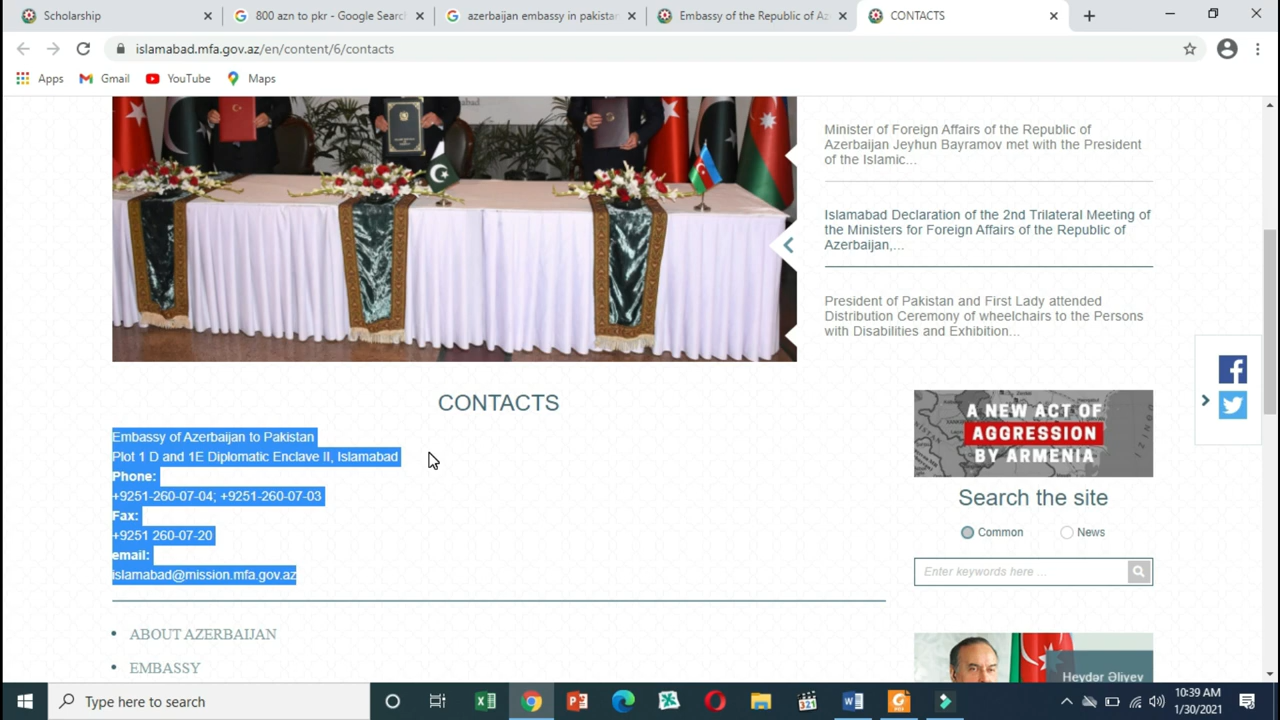 Scholarship
800 azn to pkr - Google Searc
azerbaijan embassy in pakistan
Embassy of the Republic of Az
CONTACTS
islamabad.mfa.gov.az/en/content/6/contacts
Apps
Gmail
YouTube
Maps
Minister of Foreign Affairs of the Republic of
Azerbaijan Jeyhun Bayramov met with the President
of the Islamic...
Islamabad Declaration of the 2nd Trilateral Meeting of
the Ministers for Foreign Affairs of the Republic of
Azerbaijan,...
President of Pakistan and First Lady attended
Distribution Ceremony of wheelchairs to the Persons
with Disabilities and Exhibition...
CONTACTS
Embassy of Azerbaijan to Pakistan
Plot 1 D and 1E Diplomatic Enclave II, Islamabad
Phone:
+9251-260-07-04; +9251-260-07-03
Fax:
+9251 260-07-20
email:
islamabad@mission.mfa.gov.az
ABOUT AZERBAIJAN
EMBASSY
A NEW ACT OF
AGGRESSION
BY ARMENIA
Search the site
Common
News
Enter keywords here ...
Heydər Əliyev
Type here to search
10:39 AM
1/30/2021